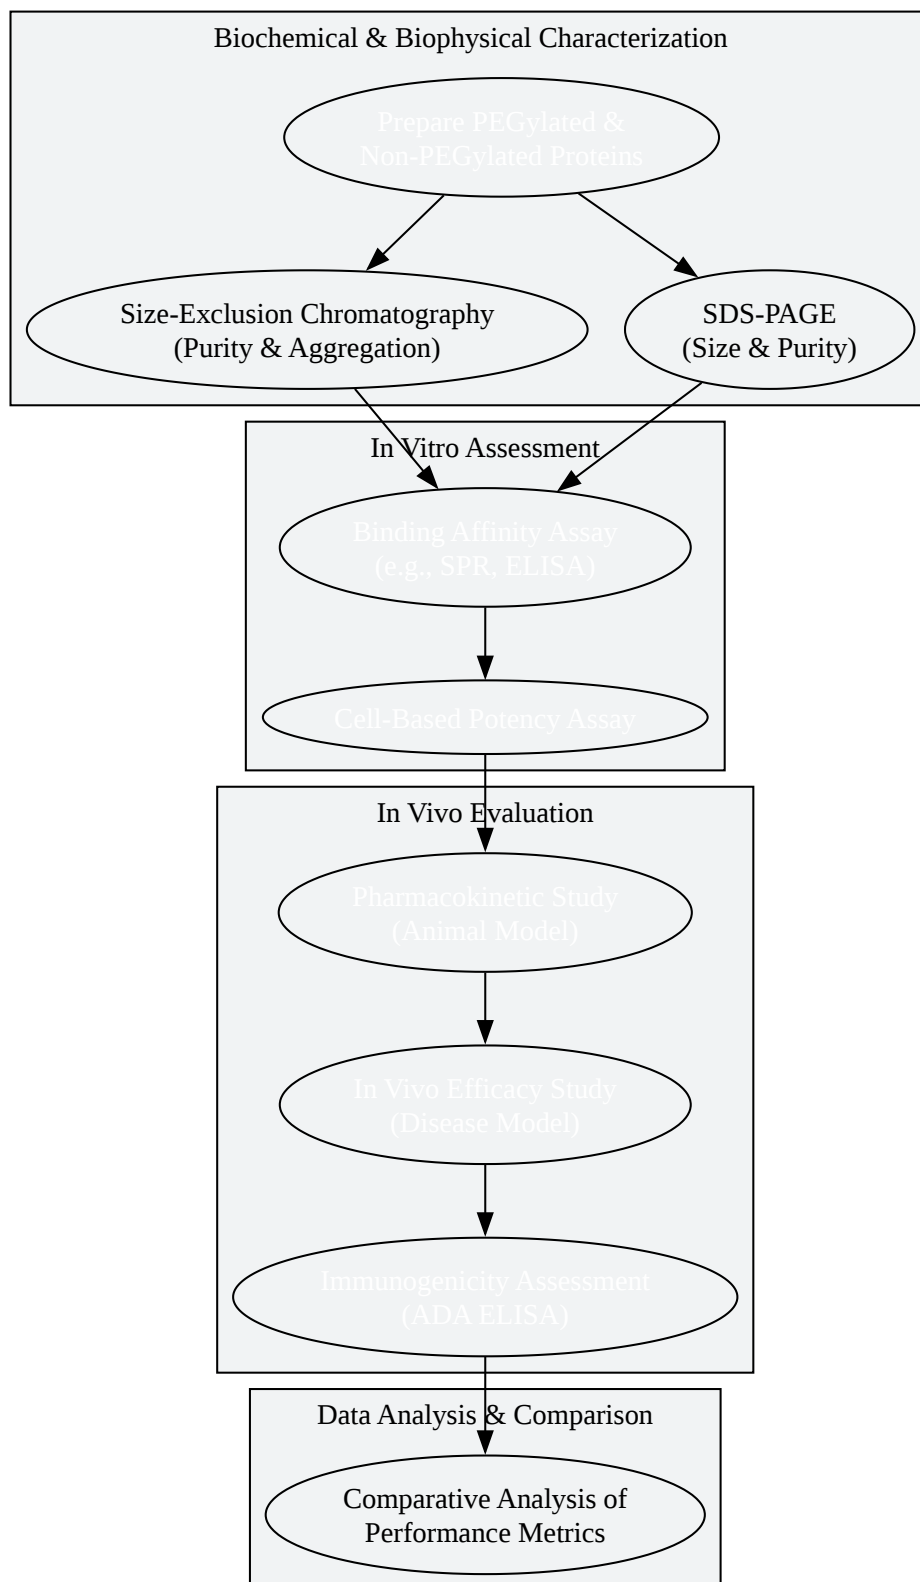 Biochemical & Biophysical Characterization
Prepare PEGylated &
Non-PEGylated Proteins
Size-Exclusion Chromatography
(Purity & Aggregation)
SDS-PAGE
(Size & Purity)
In Vitro Assessment
Binding Affinity Assay
(e.g., SPR, ELISA)
Cell-Based Potency Assay
In Vivo Evaluation
Pharmacokinetic Study
(Animal Model)
In Vivo Efficacy Study
(Disease Model)
Immunogenicity Assessment
(ADA ELISA)
Data Analysis & Comparison
Comparative Analysis of
Performance Metrics